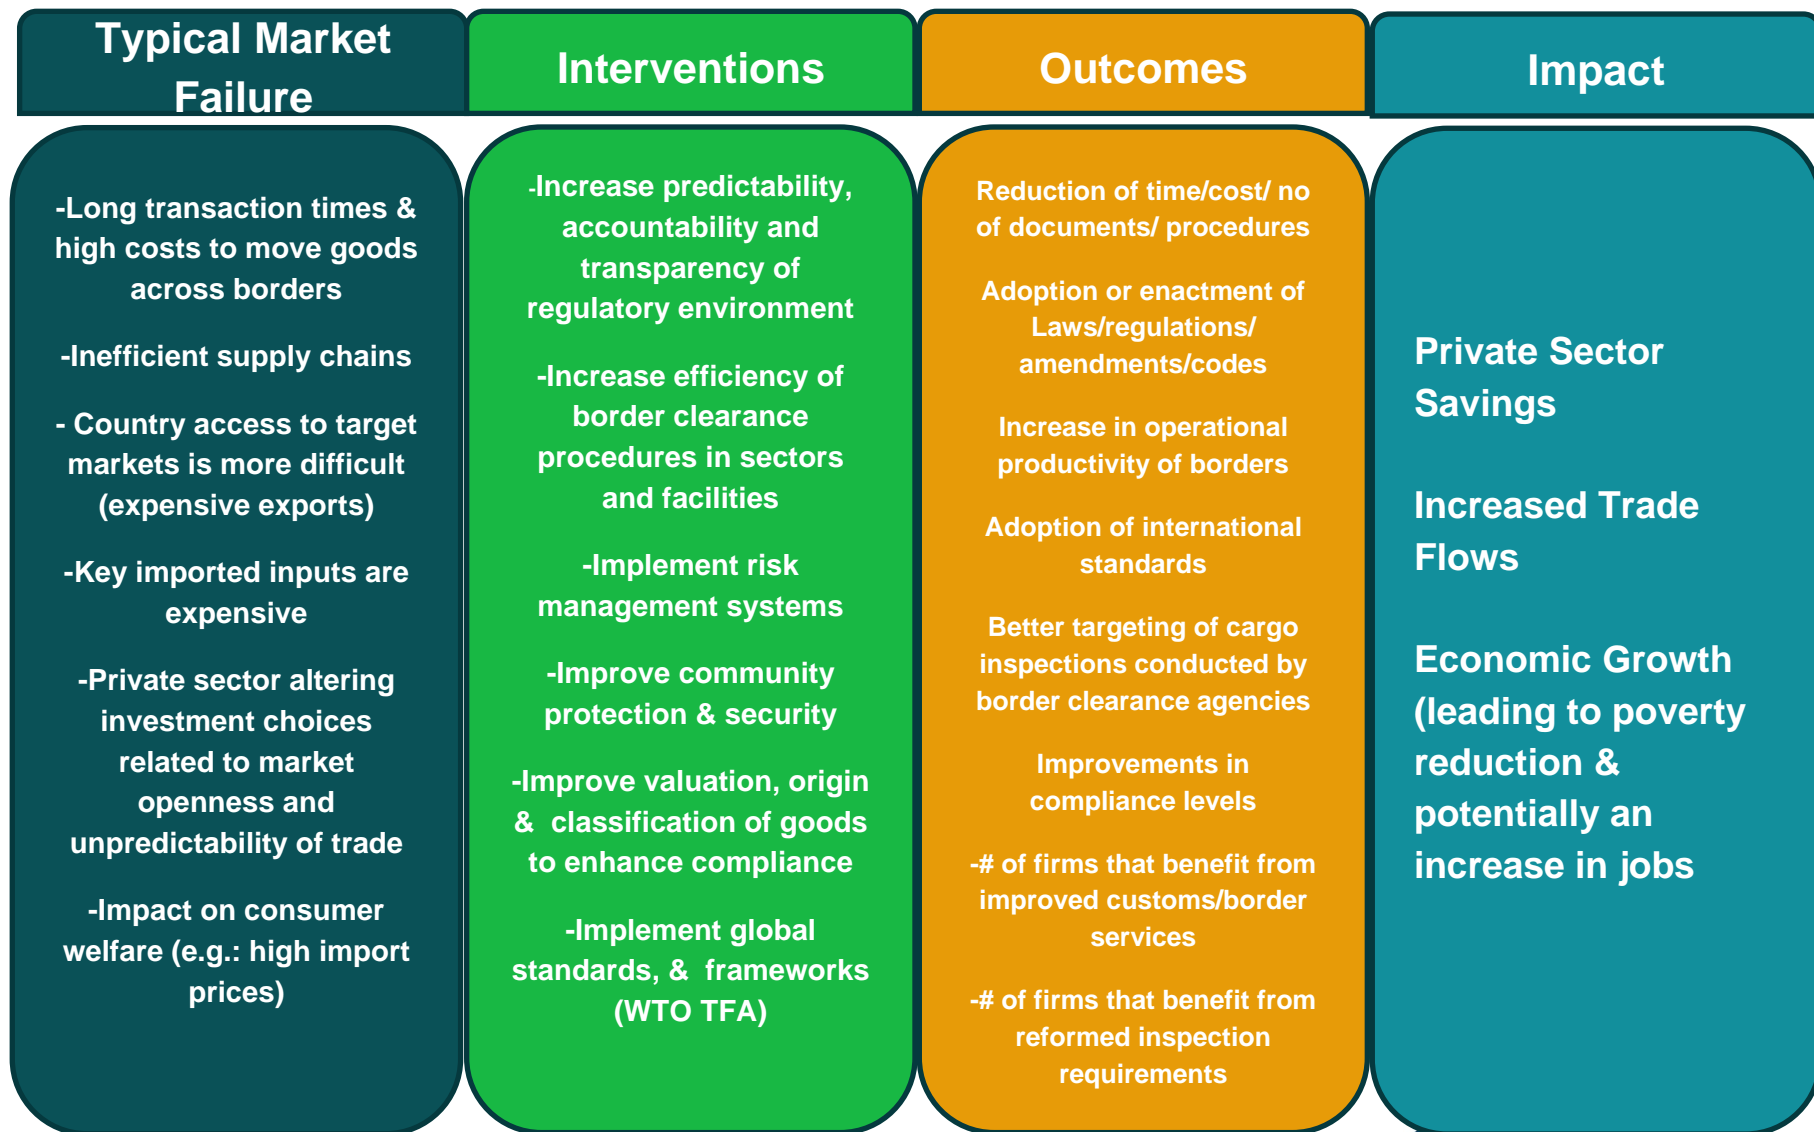 Typical Market
Failure
-Long transaction times &
high costs to move goods
across borders
-Inefficient supply chains
- Country access to target
markets is more difficult
(expensive exports)
-Key imported inputs are
expensive
-Private sector altering
investment choices
related to market
openness and
unpredictability of trade
-Impact on consumer
welfare (e.g.: high import
prices)
Interventions
-Increase predictability,
accountability and
transparency of
regulatory environment
-Increase efficiency of
border clearance
procedures in sectors
and facilities
-Implement risk
management systems
-Improve community
protection & security
-Improve valuation, origin
&  classification of goods
to enhance compliance
-Implement global
standards, &  frameworks
(WTO TFA)
Outcomes
Reduction of time/cost/ no
of documents/ procedures
Adoption or enactment of
Laws/regulations/
amendments/codes
Increase in operational
productivity of borders
Adoption of international
standards
Better targeting of cargo
inspections conducted by
border clearance agencies
Improvements in
compliance levels
-# of firms that benefit from
improved customs/border
services
-# of firms that benefit from
reformed inspection
requirements
Impact
Private Sector
Savings
Increased Trade
Flows
Economic Growth
(leading to poverty
reduction &
potentially an
increase in jobs